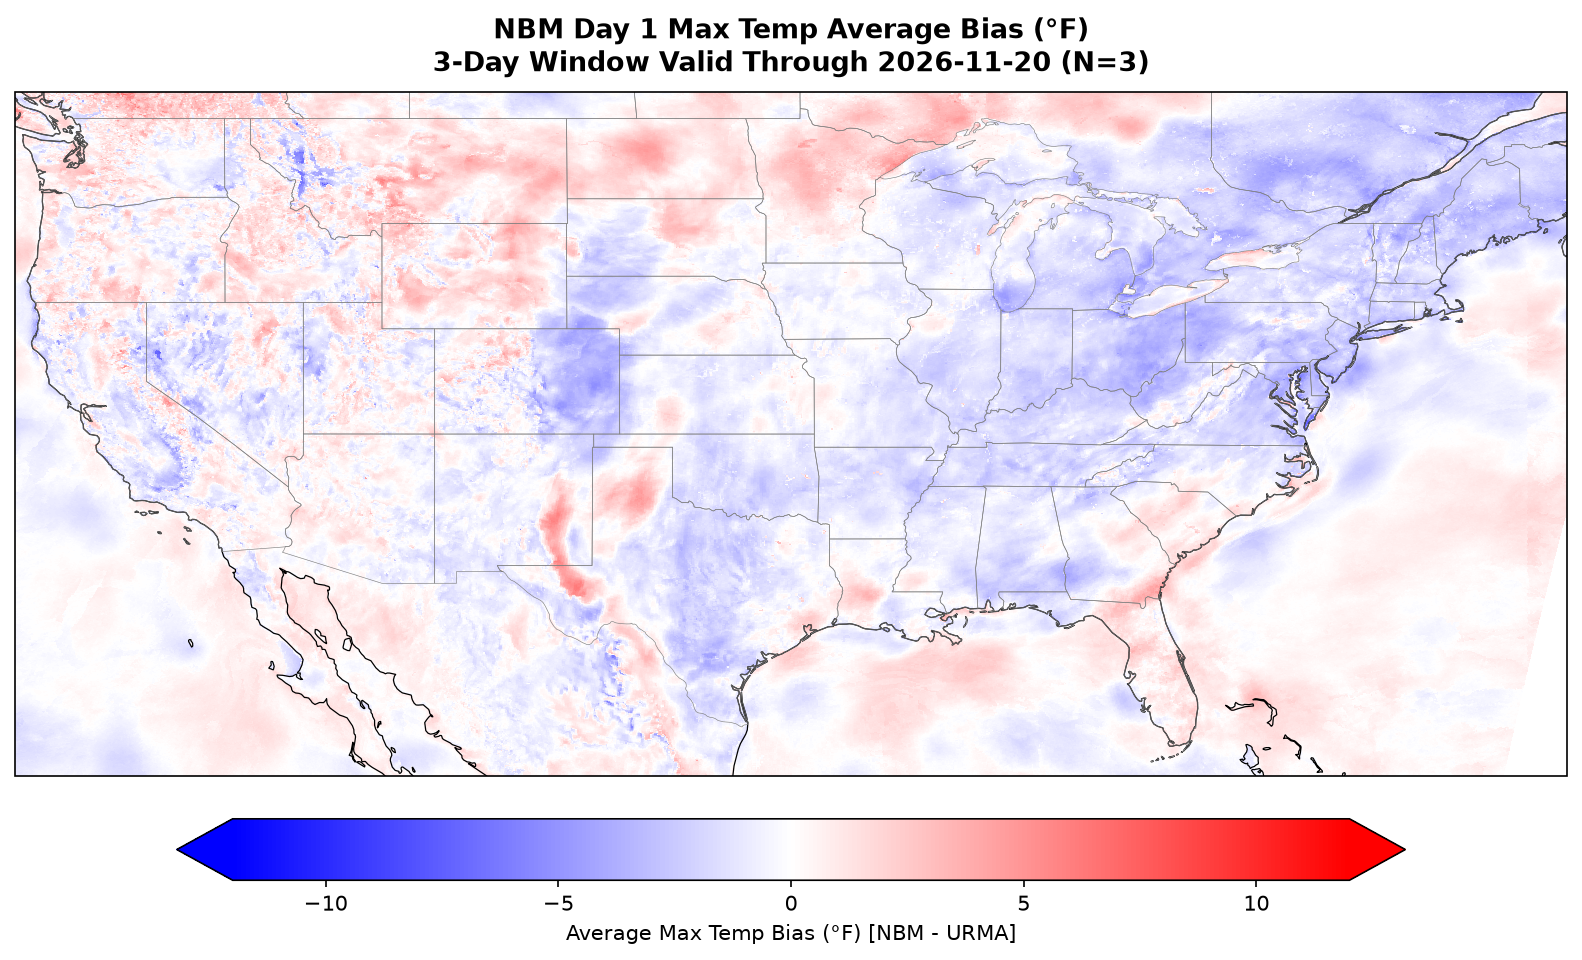 NBM Day 1 Max Temp Average Bias (°F)
3-Day Window Valid Through 2026-11-20 (N=3)
−10 −5 0 5 10
Average Max Temp Bias (°F) [NBM - URMA]